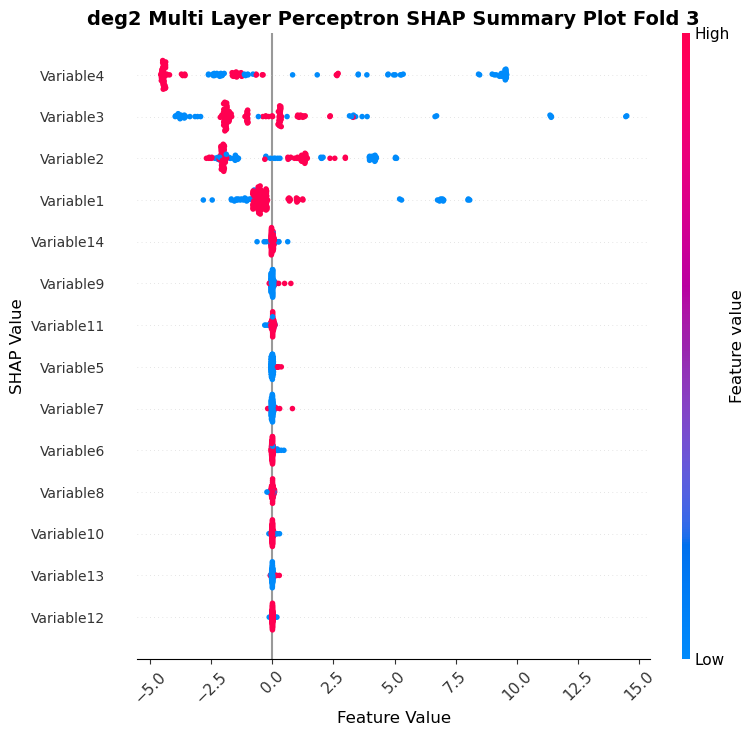 deg2 Multi Layer Perceptron SHAP Summary Plot Fold 3
High
Variable4
Variable3
Variable2
Variable1
Variable14
Variable9
Variable11
Variable5
Variable7
Variable6
Variable8
Variable10
Variable13
Variable12
SHAP Value
Feature value
Low
−5.0
−2.5
0.0
2.5
5.0
7.5
10.0
12.5
15.0
Feature Value